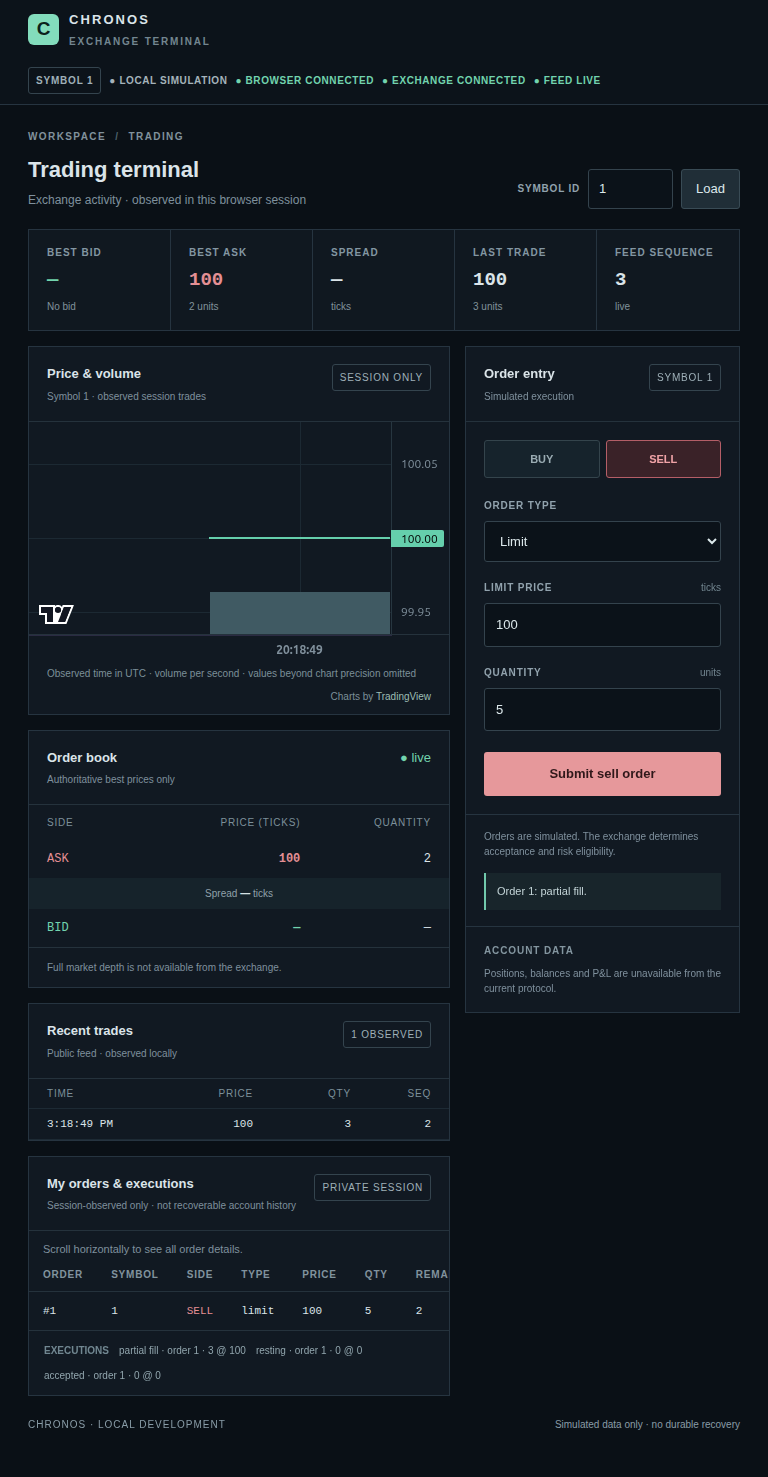 C CHRONOS
EXCHANGE TERMINAL
SYMBOL 1 ● LOCAL SIMULATION ● BROWSER CONNECTED ● EXCHANGE CONNECTED ● FEED LIVE
WORKSPACE / TRADING
Trading terminal
Exchange activity · observed in this browser session
SYMBOL ID 1 Load
BEST BID BEST ASK SPREAD LAST TRADE FEED SEQUENCE
— 100 — 100 3
No bid 2 units ticks 3 units live
Price & volume
Symbol 1 · observed session trades
SESSION ONLY
100.05
100.00
99.95
20:18:49
Observed time in UTC · volume per second · values beyond chart precision omitted
Charts by TradingView
Order entry
Simulated execution
SYMBOL 1
BUY SELL
ORDER TYPE
Limit
LIMIT PRICE ticks
100
QUANTITY units
5
Submit sell order
Orders are simulated. The exchange determines
acceptance and risk eligibility.
Order 1: partial fill.
ACCOUNT DATA
Positions, balances and P&L are unavailable from the
current protocol.
Order book ● live
Authoritative best prices only
SIDE PRICE (TICKS) QUANTITY
ASK 100 2
Spread — ticks
BID — —
Full market depth is not available from the exchange.
Recent trades
Public feed · observed locally
1 OBSERVED
TIME PRICE QTY SEQ
3:18:49 PM 100 3 2
My orders & executions
Session-observed only · not recoverable account history
PRIVATE SESSION
Scroll horizontally to see all order details.
ORDER SYMBOL SIDE TYPE PRICE QTY REMA
#1 1 SELL limit 100 5 2
EXECUTIONS partial fill · order 1 · 3 @ 100 resting · order 1 · 0 @ 0
accepted · order 1 · 0 @ 0
CHRONOS · LOCAL DEVELOPMENT
Simulated data only · no durable recovery